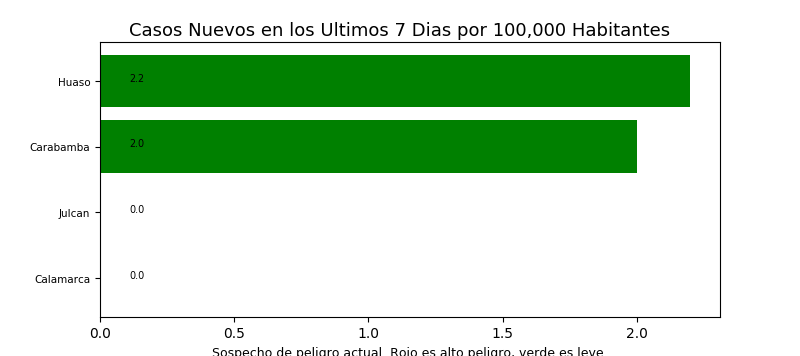 Casos Nuevos en los Ultimos 7 Dias por 100,000 Habitantes
Huaso 2.2
Carabamba 2.0
Julcan 0.0
Calamarca 0.0
0.0 0.5 1.0 1.5 2.0
Sospecho de peligro actual. Rojo es alto peligro, verde es leve